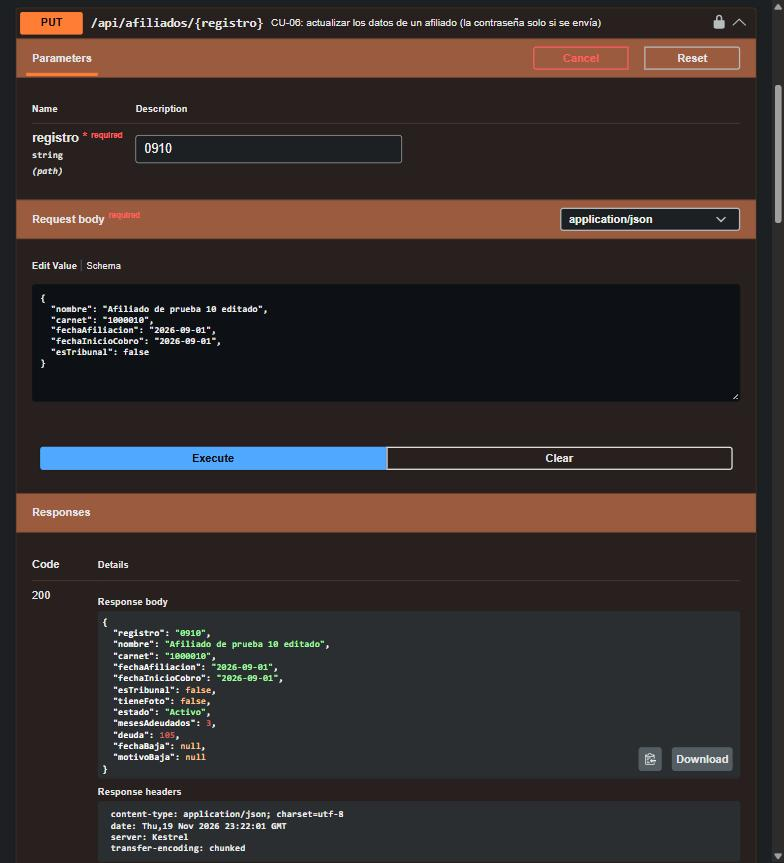 PUT /api/afiliados/{registro} CU-06: actualizar los datos de un afiliado (la contraseña solo si se envía)
Parameters
Cancel
Reset
Name Description
registro * required
string
(path)
0910
Request body required
application/json
Edit Value | Schema
{
  "nombre": "Afiliado de prueba 10 editado",
  "carnet": "1000010",
  "fechaAfiliacion": "2026-09-01",
  "fechaInicioCobro": "2026-09-01",
  "esTribunal": false
}
Execute
Clear
Responses
Code Details
200
Response body
{
  "registro": "0910",
  "nombre": "Afiliado de prueba 10 editado",
  "carnet": "1000010",
  "fechaAfiliacion": "2026-09-01",
  "fechaInicioCobro": "2026-09-01",
  "esTribunal": false,
  "tieneFoto": false,
  "estado": "Activo",
  "mesesAdeudados": 3,
  "deuda": 105,
  "fechaBaja": null,
  "motivoBaja": null
}
Download
Response headers
content-type: application/json; charset=utf-8
date: Thu,19 Nov 2026 23:22:01 GMT
server: Kestrel
transfer-encoding: chunked